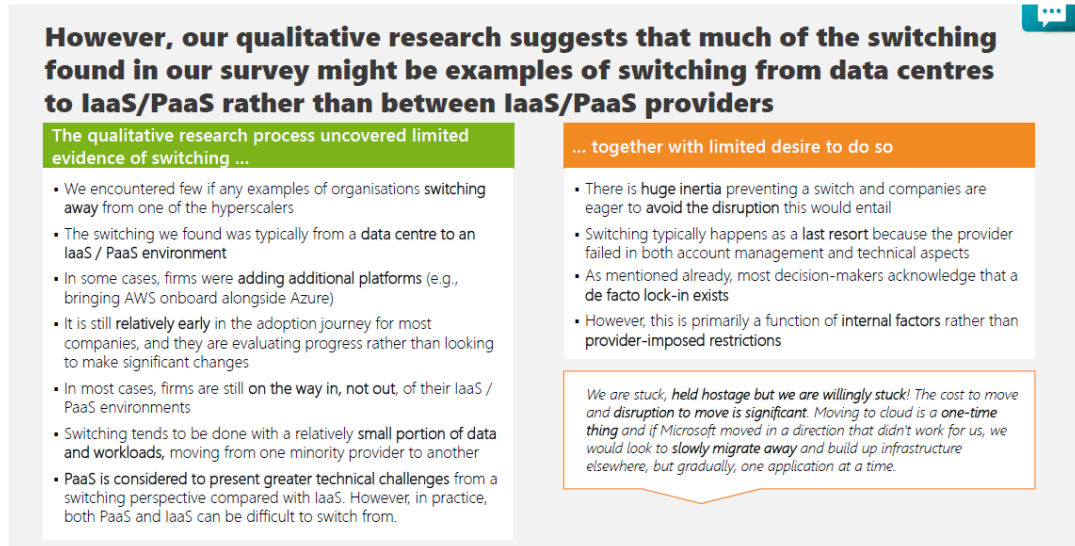 However, our qualitative research suggests that much of the switching
found in our survey might be examples of switching from data centres
to IaaS/PaaS rather than between IaaS/PaaS providers
The qualitative research process uncovered limited
evidence of switching ...
▪ We encountered few if any examples of organisations switching
away from one of the hyperscalers
▪ The switching we found was typically from a data centre to an
IaaS / PaaS environment
▪ In some cases, firms were adding additional platforms (e.g.,
bringing AWS onboard alongside Azure)
▪ It is still relatively early in the adoption journey for most
companies, and they are evaluating progress rather than looking
to make significant changes
▪ In most cases, firms are still on the way in, not out, of their IaaS /
PaaS environments
▪ Switching tends to be done with a relatively small portion of data
and workloads, moving from one minority provider to another
▪ PaaS is considered to present greater technical challenges from a
switching perspective compared with IaaS. However, in practice,
both PaaS and IaaS can be difficult to switch from.
... together with limited desire to do so
▪ There is huge inertia preventing a switch and companies are
eager to avoid the disruption this would entail
▪ Switching typically happens as a last resort because the provider
failed in both account management and technical aspects
▪ As mentioned already, most decision-makers acknowledge that a
de facto lock-in exists
▪ However, this is primarily a function of internal factors rather than
provider-imposed restrictions
We are stuck, held hostage but we are willingly stuck! The cost to move
and disruption to move is significant. Moving to cloud is a one-time
thing and if Microsoft moved in a direction that didn't work for us, we
would look to slowly migrate away and build up infrastructure
elsewhere, but gradually, one application at a time.